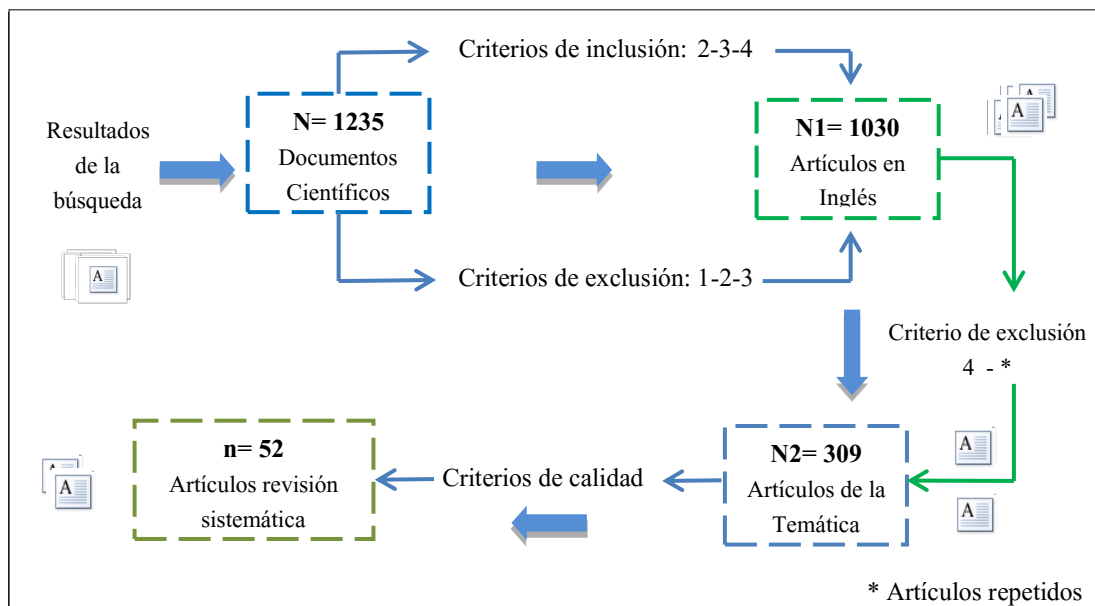 Resultados
de la
búsqueda
N= 1235
Documentos
Científicos
Criterios de inclusión: 2-3-4
Criterios de exclusión: 1-2-3
N1= 1030
Artículos en
Inglés
Criterio de exclusión
4 - *
N2= 309
Artículos de la
Temática
Criterios de calidad
n= 52
Artículos revisión
sistemática
* Artículos repetidos
A
A
A
A
A
A
A